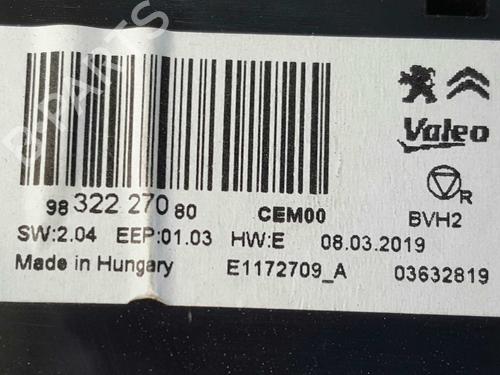 B-PARTS
Valeo
R
98 322 270 80
CEM00
BVH2
SW:2.04 EEP:01.03 HW:E 08.03.2019
Made in Hungary E1172709_A 03632819